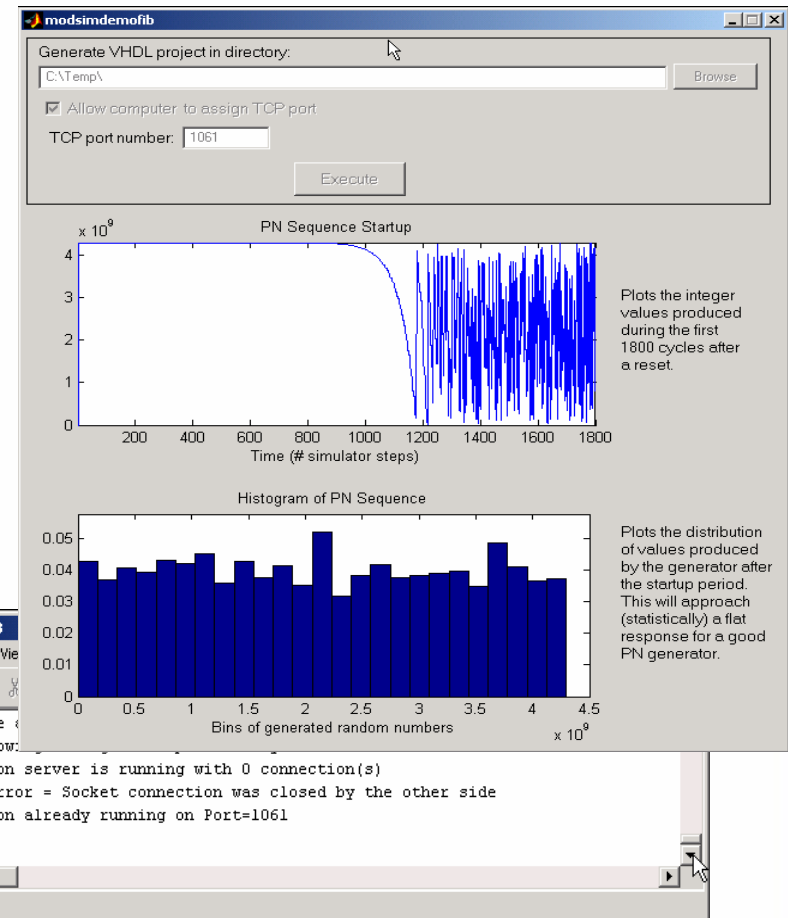 modsimdemofib
Generate VHDL project in directory:
C:\Temp\
Browse
Allow computer to assign TCP port
TCP port number: 1061
Execute
x 10^9
PN Sequence Startup
4
3
2
1
0
200 400 600 800 1000 1200 1400 1600 1800
Time (# simulator steps)
Plots the integer
values produced
during the first
1800 cycles after
a reset.
Histogram of PN Sequence
0.05
0.04
0.03
0.02
0.01
0
0 0.5 1 1.5 2 2.5 3 3.5 4 4.5
Bins of generated random numbers
x 10^9
Plots the distribution
of values produced
by the generator after
the startup period.
This will approach
(statistically) a flat
response for a good
PN generator.
Vie
on server is running with 0 connection(s)
rror = Socket connection was closed by the other side
on already running on Port=1061